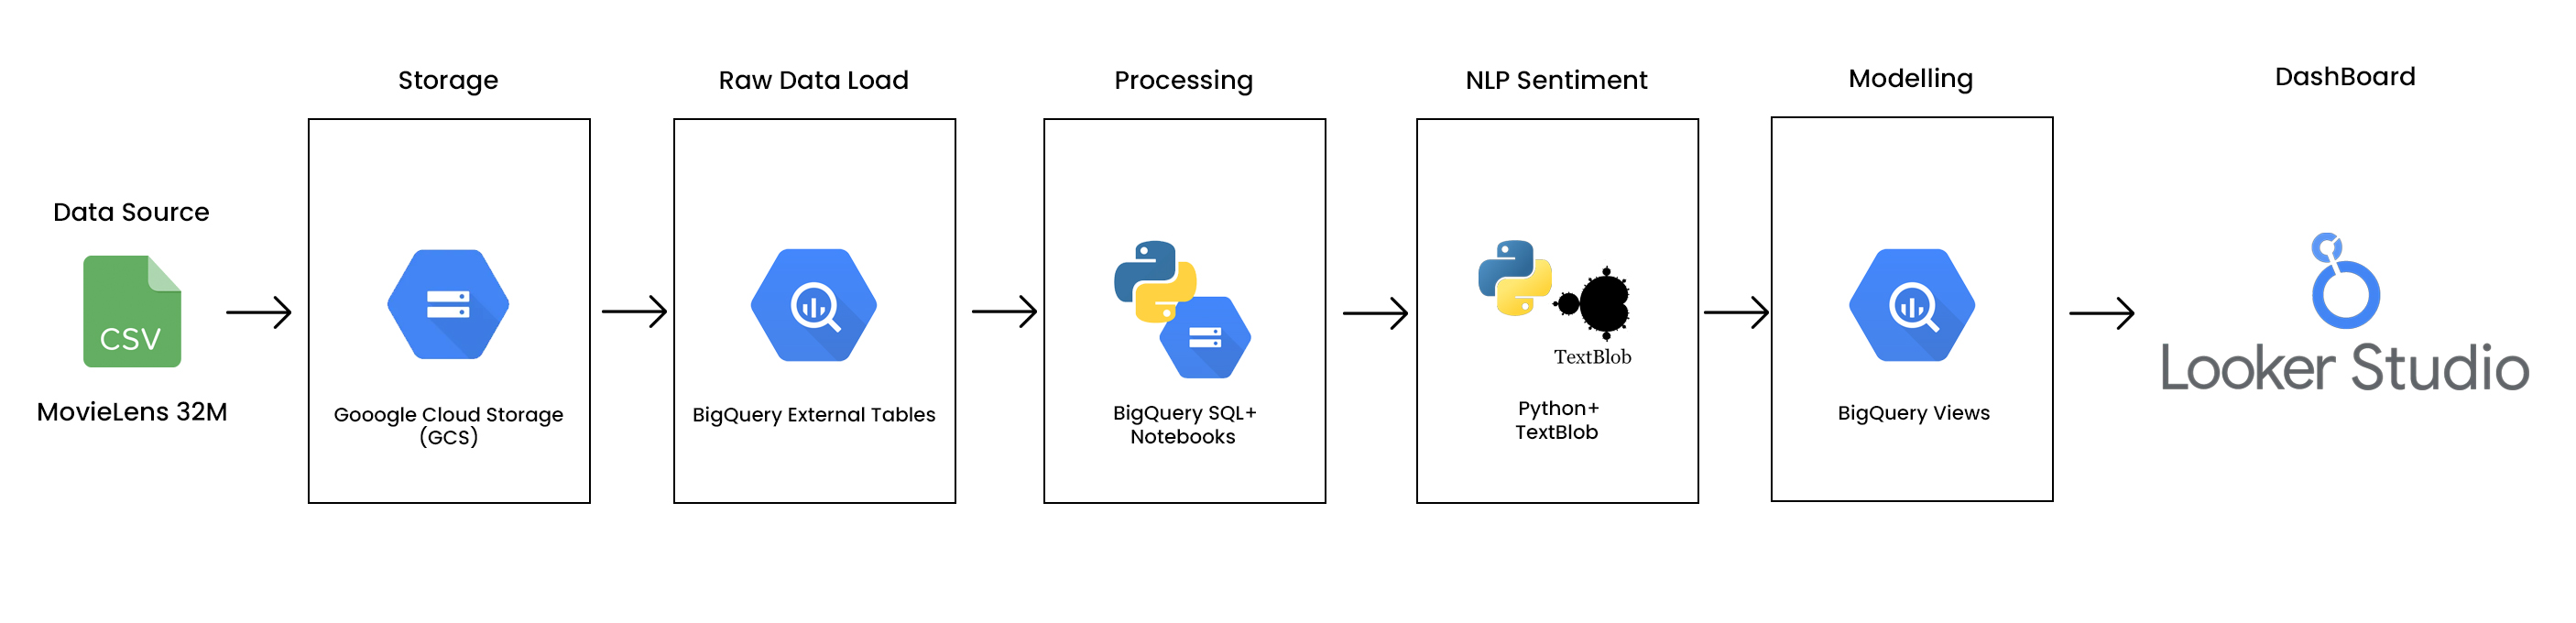 Data Source
CSV
MovieLens 32M
Storage
Gooogle Cloud Storage
(GCS)
Raw Data Load
BigQuery External Tables
Processing
BigQuery SQL+
Notebooks
NLP Sentiment
TextBlob
Python+
TextBlob
Modelling
BigQuery Views
DashBoard
Looker Studio